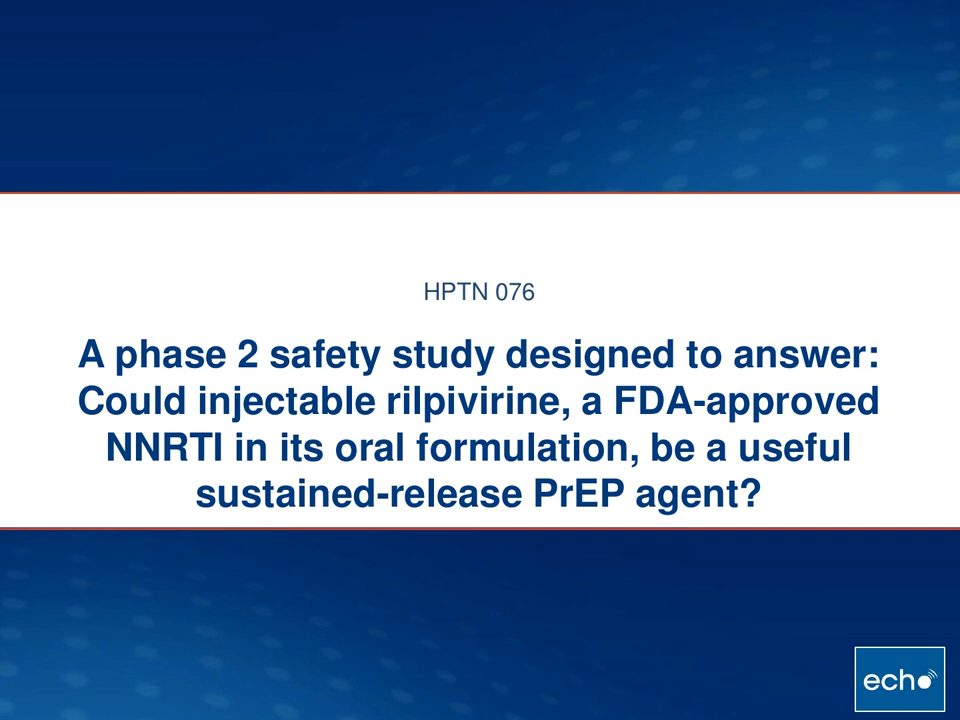 HPTN 076
A phase 2 safety study designed to answer:
Could injectable rilpivirine, a FDA-approved
NNRTI in its oral formulation, be a useful
sustained-release PrEP agent?
echo